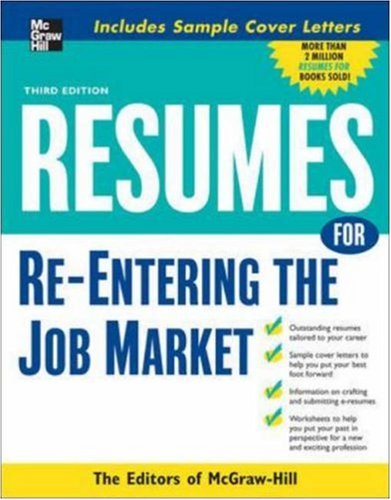 Mc
Graw
Hill
Includes Sample Cover Letters
MORE THAN
2 MILLION
RESUMES FOR
BOOKS SOLD!
THIRD EDITION
RESUMES
FOR
RE-ENTERING THE
JOB MARKET
Outstanding resumes
tailored to your career
Sample cover letters to
help you put your best
foot forward
Information on crafting
and submitting e-resumes
Worksheets to help
you put your past in
perspective for a new
and exciting profession
The Editors of McGraw-Hill